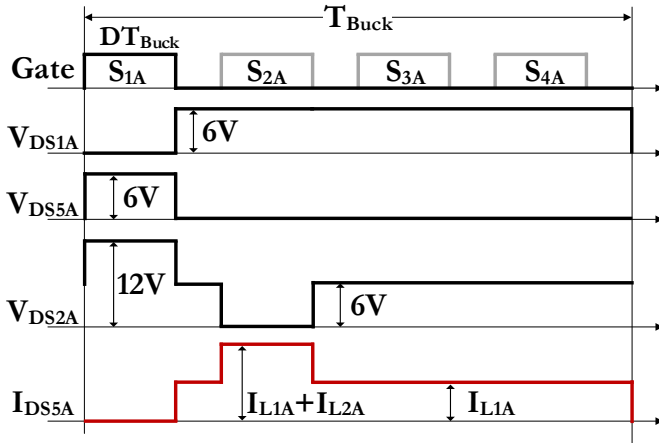 T_Buck
DT_Buck
Gate S_1A S_2A S_3A S_4A
V_DS1A 6V
V_DS5A 6V
12V
V_DS2A 6V
I_DS5A I_L1A+I_L2A I_L1A